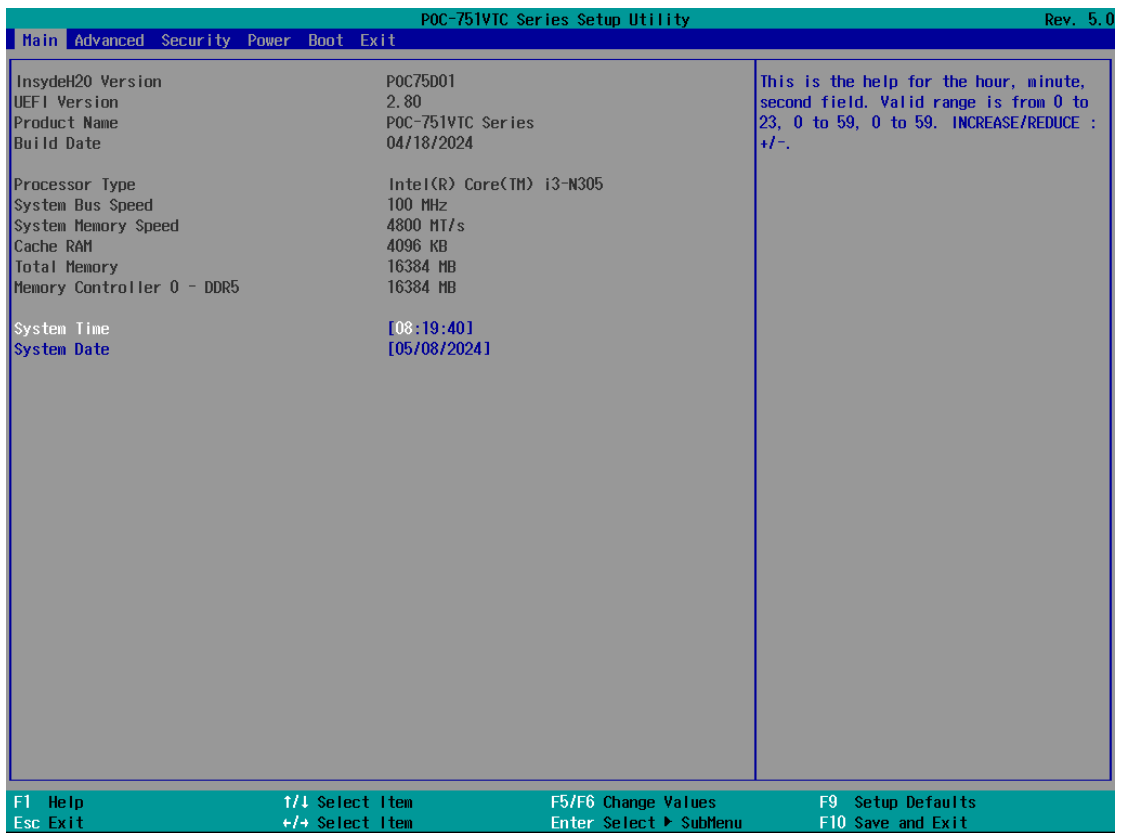 POC-751VTC Series Setup Utility Rev. 5.0
Main Advanced Security Power Boot Exit
InsydeH2O Version POC75D01
UEFI Version 2.80
Product Name POC-751VTC Series
Build Date 04/18/2024
Processor Type Intel(R) Core(TM) i3-N305
System Bus Speed 100 MHz
System Memory Speed 4800 MT/s
Cache RAM 4096 KB
Total Memory 16384 MB
Memory Controller 0 - DDR5 16384 MB
System Time [08:19:40]
System Date [05/08/2024]
This is the help for the hour, minute,
second field. Valid range is from 0 to
23, 0 to 59, 0 to 59. INCREASE/REDUCE :
+/-.
F1 Help ↑/↓ Select Item F5/F6 Change Values F9 Setup Defaults
Esc Exit ←/→ Select Item Enter Select ► SubMenu F10 Save and Exit